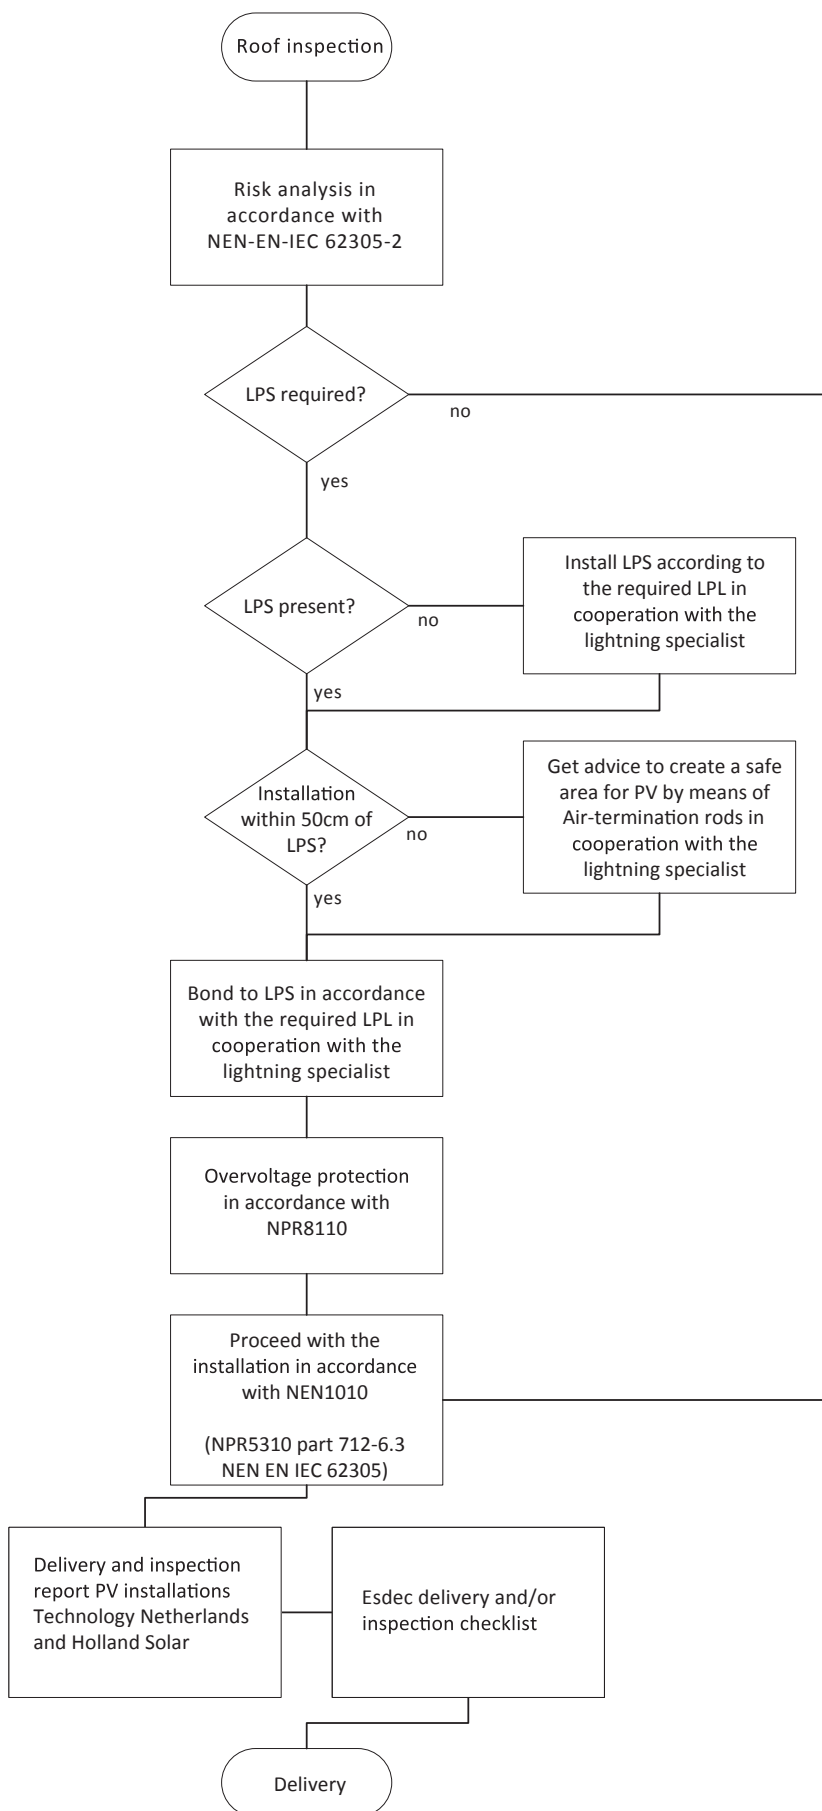 Roof inspection
Risk analysis in
accordance with
NEN-EN-IEC 62305-2
LPS required?
no
yes
LPS present?
no
Install LPS according to
the required LPL in
cooperation with the
lightning specialist
yes
Installation
within 50cm of
LPS?
no
Get advice to create a safe
area for PV by means of
Air-termination rods in
cooperation with the
lightning specialist
yes
Bond to LPS in accordance
with the required LPL in
cooperation with the
lightning specialist
Overvoltage protection
in accordance with
NPR8110
Proceed with the
installation in accordance
with NEN1010
(NPR5310 part 712-6.3
NEN EN IEC 62305)
Delivery and inspection
report PV installations
Technology Netherlands
and Holland Solar
Esdec delivery and/or
inspection checklist
Delivery